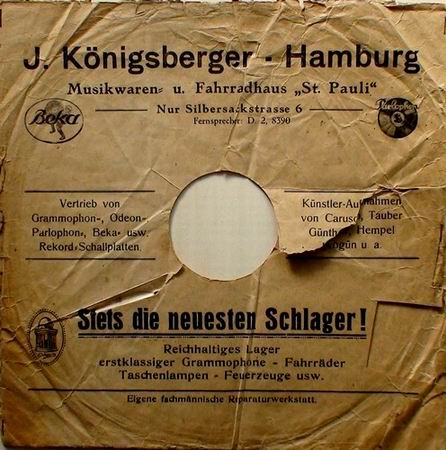 J. Königsberger - Hamburg
Musikwaren- u. Fahrradhaus „St. Pauli“
Nur Silbersackstrasse 6
Fernsprecher: D. 2, 8390
Beka
Parlophon
Vertrieb von
Grammophon-, Odeon-,
Parlophon-, Beka- usw.
Rekord-Schallplatten.
Künstler-Aufnahmen
von Caruso, Tauber
Günther, Hempel
u. a.
Stets die neuesten Schlager!
Reichhaltiges Lager
erstklassiger Grammophone - Fahrräder
Taschenlampen - Feuerzeuge usw.
Eigene fachmännische Riparaturwerkstatt.